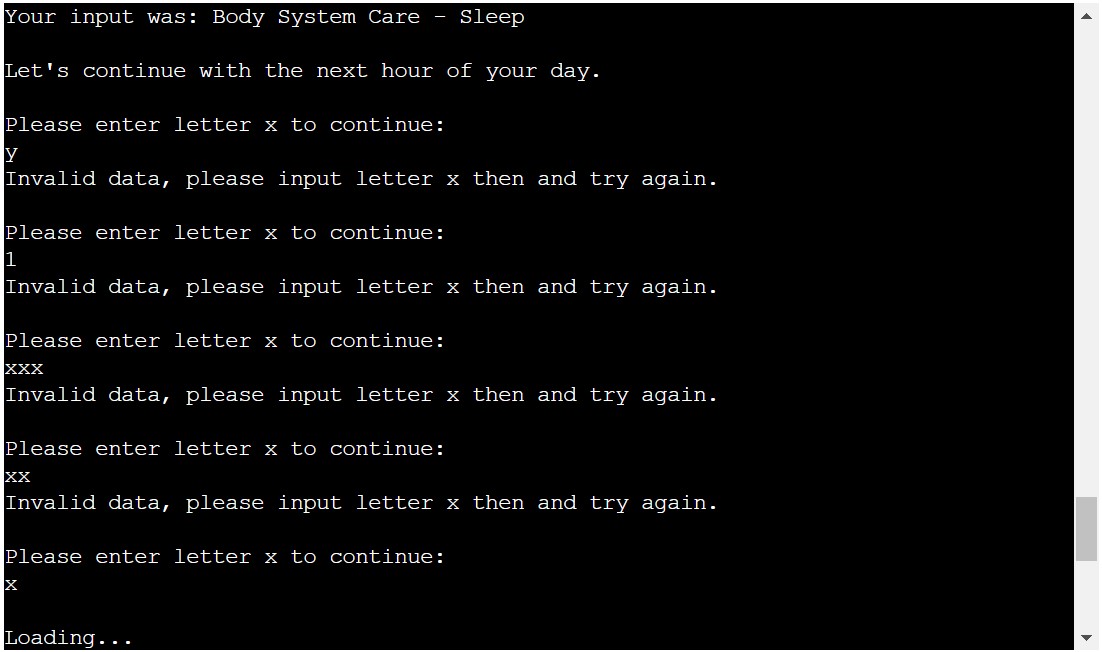 Your input was: Body System Care - Sleep
Let's continue with the next hour of your day.
Please enter letter x to continue:
y
Invalid data, please input letter x then and try again.
Please enter letter x to continue:
1
Invalid data, please input letter x then and try again.
Please enter letter x to continue:
xxx
Invalid data, please input letter x then and try again.
Please enter letter x to continue:
xx
Invalid data, please input letter x then and try again.
Please enter letter x to continue:
x
Loading...